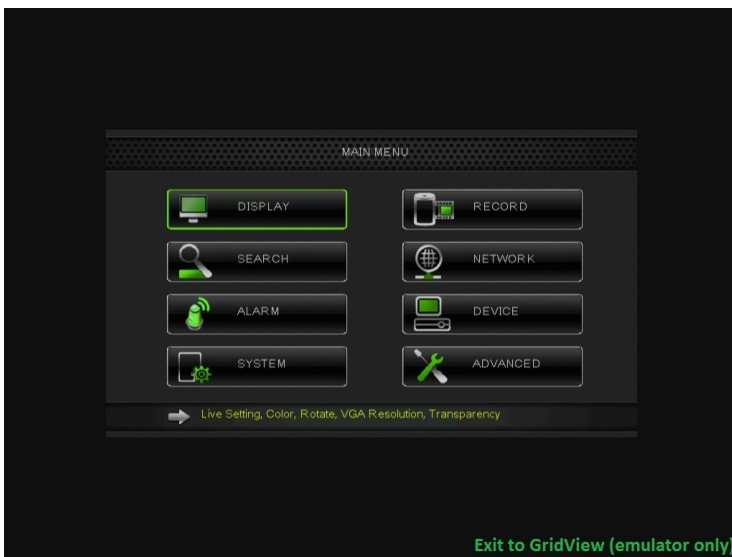 MAIN MENU
DISPLAY
RECORD
SEARCH
NETWORK
ALARM
DEVICE
SYSTEM
ADVANCED
Live Setting, Color, Rotate, VGA Resolution, Transparency
Exit to GridView (emulator only)